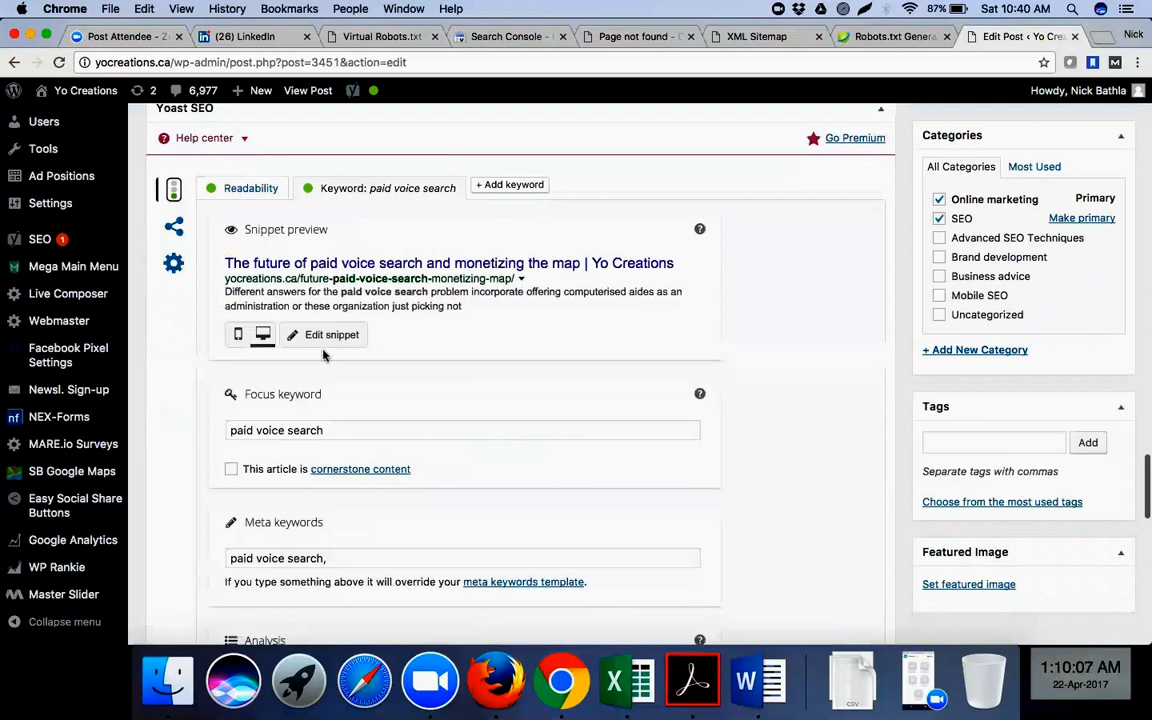 Chrome File Edit View History Bookmarks People Window Help 87% Sat 10:40 AM
Post Attendee - Zo (26) LinkedIn Virtual Robots.txt Search Console - Page not found - E XML Sitemap Robots.txt Genera Edit Post ‹ Yo Crea Nick
yocreations.ca/wp-admin/post.php?post=3451&action=edit
Yo Creations 2 6,977 + New View Post Howdy, Nick Bathla
Users
Tools
Ad Positions
Settings
SEO 1
Mega Main Menu
Live Composer
Webmaster
Facebook Pixel
Settings
Newsl. Sign-up
nf NEX-Forms
MARE.io Surveys
SB Google Maps
Easy Social Share
Buttons
Google Analytics
WP Rankie
Master Slider
Collapse menu
Yoast SEO
Help center Go Premium
Readability Keyword: paid voice search + Add keyword
Snippet preview
The future of paid voice search and monetizing the map | Yo Creations
yocreations.ca/future-paid-voice-search-monetizing-map/
Different answers for the paid voice search problem incorporate offering computerised aides as an
administration or these organization just picking not
Edit snippet
Focus keyword
paid voice search
This article is cornerstone content
Meta keywords
paid voice search,
If you type something above it will override your meta keywords template.
Analysis
Categories
All Categories Most Used
Online marketing Primary
SEO Make primary
Advanced SEO Techniques
Brand development
Business advice
Mobile SEO
Uncategorized
+ Add New Category
Tags
Add
Separate tags with commas
Choose from the most used tags
Featured Image
Set featured image
CSV
1:10:07 AM
22-Apr-2017